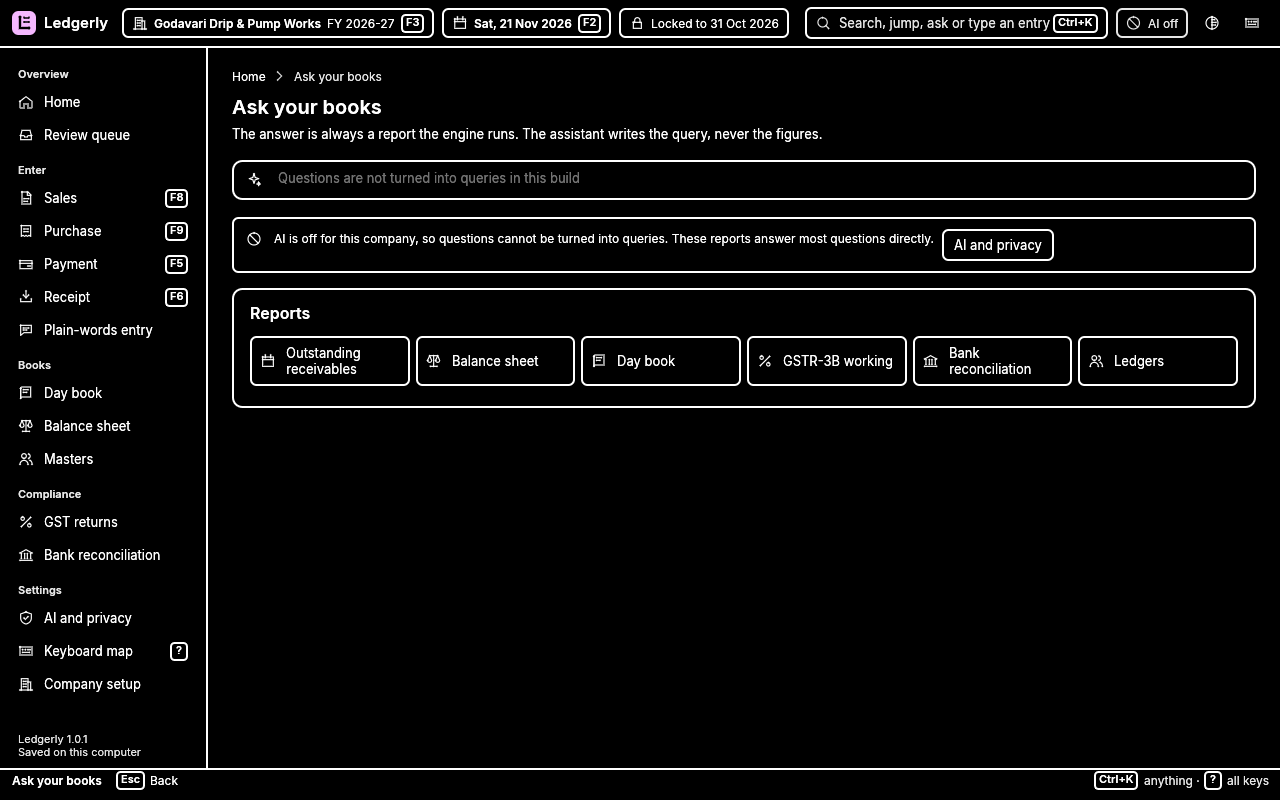 Ledgerly
Godavari Drip & Pump Works FY 2026-27 F3
Sat, 21 Nov 2026 F2
Locked to 31 Oct 2026
Search, jump, ask or type an entry Ctrl+K
AI off
Overview
Home
Review queue
Enter
Sales F8
Purchase F9
Payment F5
Receipt F6
Plain-words entry
Books
Day book
Balance sheet
Masters
Compliance
GST returns
Bank reconciliation
Settings
AI and privacy
Keyboard map ?
Company setup
Ledgerly 1.0.1
Saved on this computer
Home > Ask your books
Ask your books
The answer is always a report the engine runs. The assistant writes the query, never the figures.
Questions are not turned into queries in this build
AI is off for this company, so questions cannot be turned into queries. These reports answer most questions directly. AI and privacy
Reports
Outstanding
receivables
Balance sheet
Day book
GSTR-3B working
Bank
reconciliation
Ledgers
Ask your books Esc Back
Ctrl+K anything · ? all keys